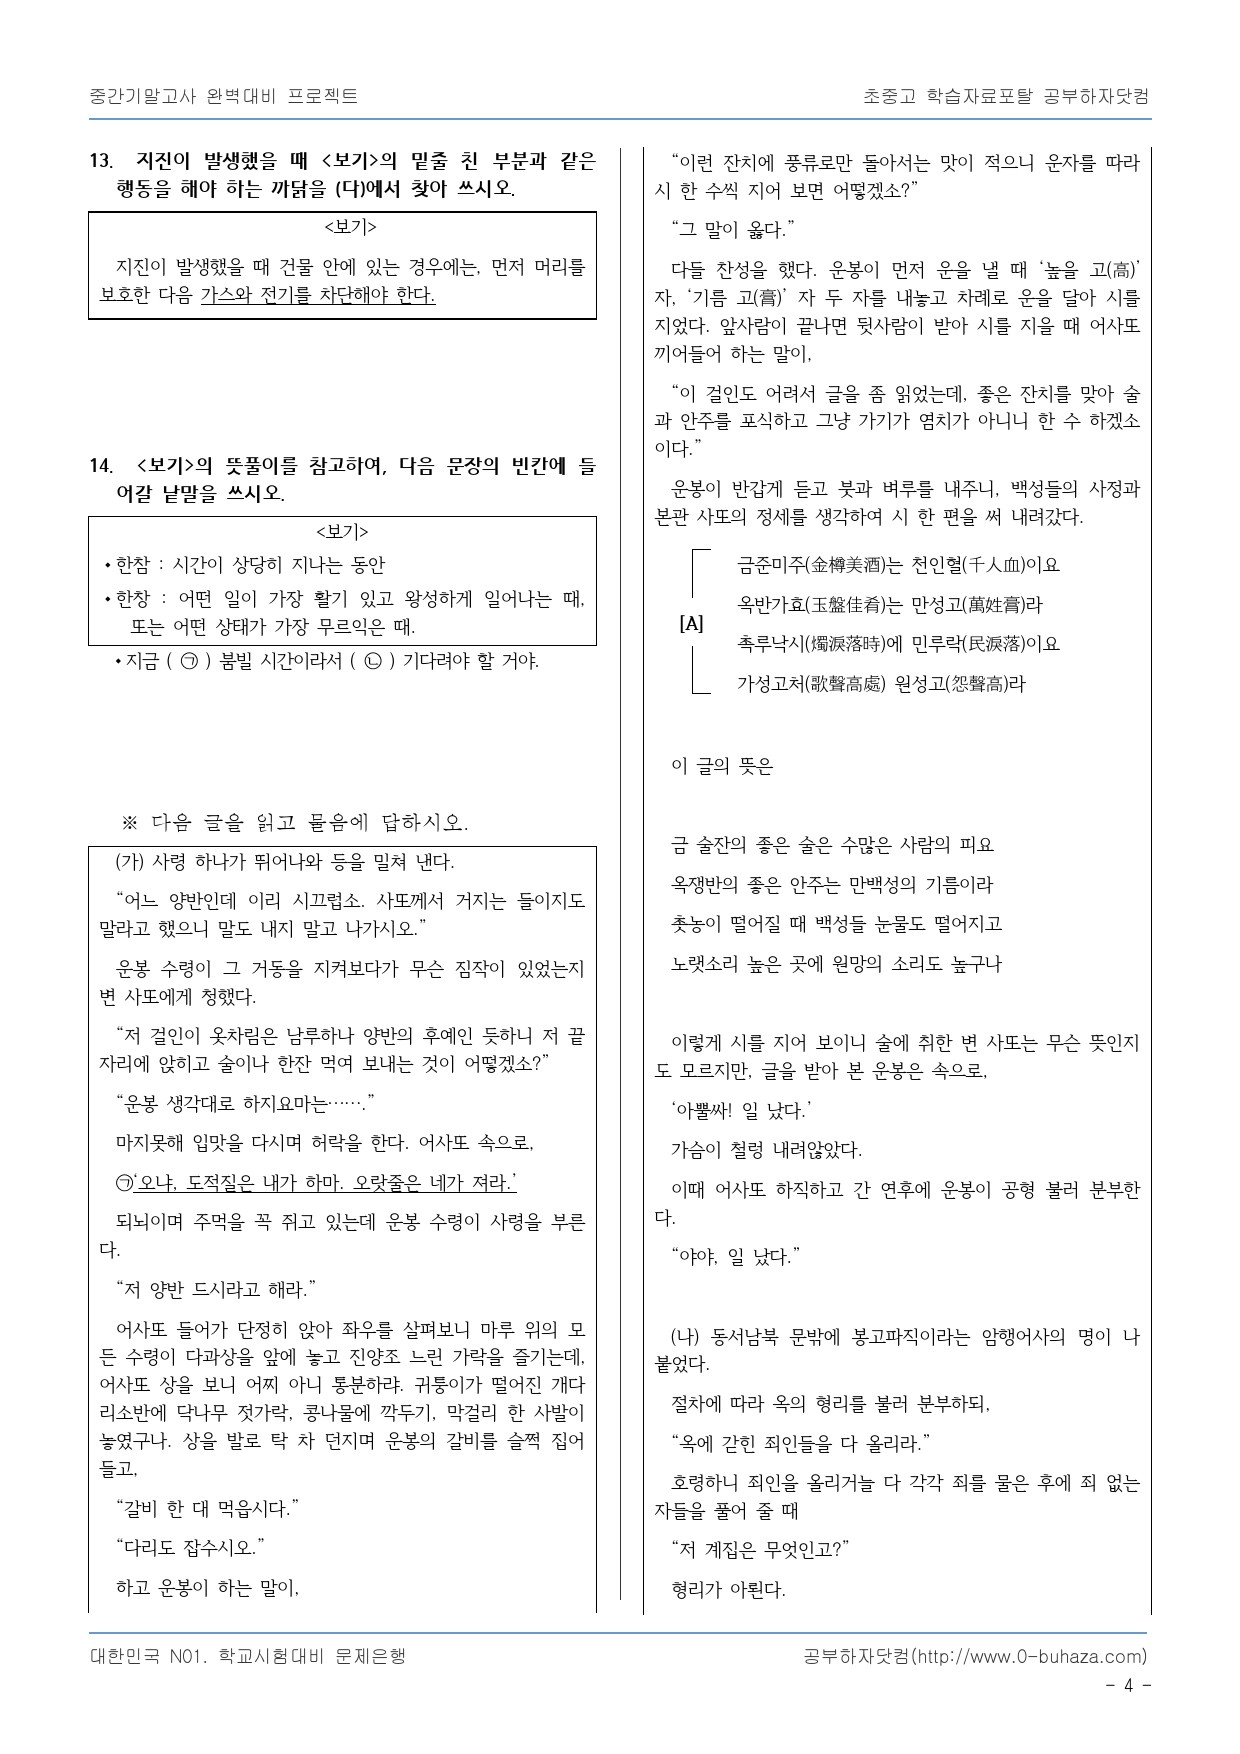 중간기말고사 완벽대비 프로젝트
초중고 학습자료포탈 공부하자닷컴
13. 지진이 발생했을 때 <보기>의 밑줄 친 부분과 같은
행동을 해야 하는 까닭을 (다)에서 찾아 쓰시오.
<보기>
지진이 발생했을 때 건물 안에 있는 경우에는, 먼저 머리를
보호한 다음 가스와 전기를 차단해야 한다.
14. <보기>의 뜻풀이를 참고하여, 다음 문장의 빈칸에 들
어갈 낱말을 쓰시오.
<보기>
• 한참 : 시간이 상당히 지나는 동안
• 한창 : 어떤 일이 가장 활기 있고 왕성하게 일어나는 때,
또는 어떤 상태가 가장 무르익은 때.
• 지금 ( ㉠ ) 붐빌 시간이라서 ( ㉡ ) 기다려야 할 거야.
※ 다음 글을 읽고 물음에 답하시오.
(가) 사령 하나가 뛰어나와 등을 밀쳐 낸다.
“어느 양반인데 이리 시끄럽소. 사또께서 거지는 들이지도
말라고 했으니 말도 내지 말고 나가시오.”
운봉 수령이 그 거동을 지켜보다가 무슨 짐작이 있었는지
변 사또에게 청했다.
“저 걸인이 옷차림은 남루하나 양반의 후예인 듯하니 저 끝
자리에 앉히고 술이나 한잔 먹여 보내는 것이 어떻겠소?”
“운봉 생각대로 하지요마는…….”
마지못해 입맛을 다시며 허락을 한다. 어사또 속으로,
㉠‘오냐, 도적질은 내가 하마. 오랏줄은 네가 져라.’
되뇌이며 주먹을 꼭 쥐고 있는데 운봉 수령이 사령을 부른
다.
“저 양반 드시라고 해라.”
어사또 들어가 단정히 앉아 좌우를 살펴보니 마루 위의 모
든 수령이 다과상을 앞에 놓고 진양조 느린 가락을 즐기는데,
어사또 상을 보니 어찌 아니 통분하랴. 귀퉁이가 떨어진 개다
리소반에 닥나무 젓가락, 콩나물에 깍두기, 막걸리 한 사발이
놓였구나. 상을 발로 탁 차 던지며 운봉의 갈비를 슬쩍 집어
들고,
“갈비 한 대 먹읍시다.”
“다리도 잡수시오.”
하고 운봉이 하는 말이,
“이런 잔치에 풍류로만 돌아서는 맛이 적으니 운자를 따라
시 한 수씩 지어 보면 어떻겠소?”
“그 말이 옳다.”
다들 찬성을 했다. 운봉이 먼저 운을 낼 때 ‘높을 고(高)’
자, ‘기름 고(膏)’ 자 두 자를 내놓고 차례로 운을 달아 시를
지었다. 앞사람이 끝나면 뒷사람이 받아 시를 지을 때 어사또
끼어들어 하는 말이,
“이 걸인도 어려서 글을 좀 읽었는데, 좋은 잔치를 맞아 술
과 안주를 포식하고 그냥 가기가 염치가 아니니 한 수 하겠소
이다.”
운봉이 반갑게 듣고 붓과 벼루를 내주니, 백성들의 사정과
본관 사또의 정세를 생각하여 시 한 편을 써 내려갔다.
금준미주(金樽美酒)는 천인혈(千人血)이요
옥반가효(玉盤佳肴)는 만성고(萬姓膏)라
[A]
촉루낙시(燭淚落時)에 민루락(民淚落)이요
가성고처(歌聲高處) 원성고(怨聲高)라
이 글의 뜻은
금 술잔의 좋은 술은 수많은 사람의 피요
옥쟁반의 좋은 안주는 만백성의 기름이라
촛농이 떨어질 때 백성들 눈물도 떨어지고
노랫소리 높은 곳에 원망의 소리도 높구나
이렇게 시를 지어 보이니 술에 취한 변 사또는 무슨 뜻인지
도 모르지만, 글을 받아 본 운봉은 속으로,
‘아뿔싸! 일 났다.’
가슴이 철렁 내려앉았다.
이때 어사또 하직하고 간 연후에 운봉이 공형 불러 분부한
다.
“야야, 일 났다.”
(나) 동서남북 문밖에 봉고파직이라는 암행어사의 명이 나
붙었다.
절차에 따라 옥의 형리를 불러 분부하되,
“옥에 갇힌 죄인들을 다 올리라.”
호령하니 죄인을 올리거늘 다 각각 죄를 물은 후에 죄 없는
자들을 풀어 줄 때
“저 계집은 무엇인고?”
형리가 아뢴다.
대한민국 N01. 학교시험대비 문제은행
공부하자닷컴(http://www.0-buhaza.com)
- 4 -